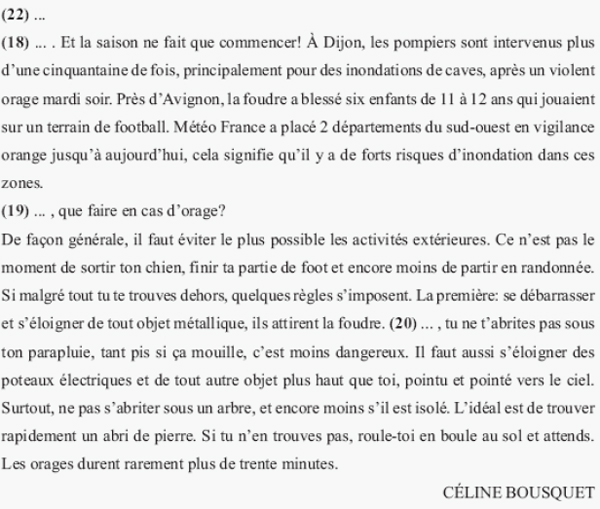 (22) ...
(18) ... . Et la saison ne fait que commencer! À Dijon, les pompiers sont intervenus plus
d'une cinquantaine de fois, principalement pour des inondations de caves, après un violent
orage mardi soir. Près d'Avignon, la foudre a blessé six enfants de 11 à 12 ans qui jouaient
sur un terrain de football. Météo France a placé 2 départements du sud-ouest en vigilance
orange jusqu'à aujourd'hui, cela signifie qu'il y a de forts risques d'inondation dans ces
zones.
(19) ... , que faire en cas d'orage?
De façon générale, il faut éviter le plus possible les activités extérieures. Ce n'est pas le
moment de sortir ton chien, finir ta partie de foot et encore moins de partir en randonnée.
Si malgré tout tu te trouves dehors, quelques règles s'imposent. La première: se débarrasser
et s'éloigner de tout objet métallique, ils attirent la foudre. (20) ... , tu ne t'abrites pas sous
ton parapluie, tant pis si ça mouille, c'est moins dangereux. Il faut aussi s'éloigner des
poteaux électriques et de tout autre objet plus haut que toi, pointu et pointé vers le ciel.
Surtout, ne pas s'abriter sous un arbre, et encore moins s'il est isolé. L'idéal est de trouver
rapidement un abri de pierre. Si tu n'en trouves pas, roule-toi en boule au sol et attends.
Les orages durent rarement plus de trente minutes.
CÉLINE BOUSQUET